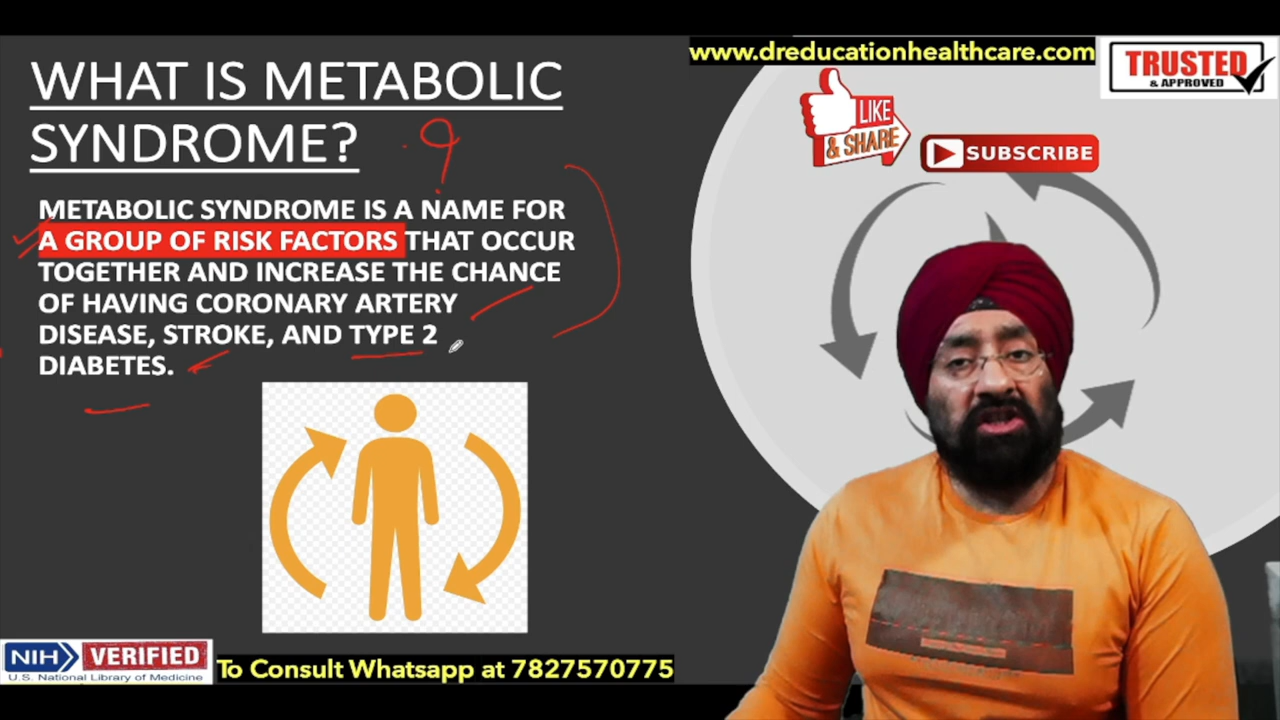 www.dreducationhealthcare.com
TRUSTED
& APPROVED
WHAT IS METABOLIC
SYNDROME?
LIKE
& SHARE
SUBSCRIBE
METABOLIC SYNDROME IS A NAME FOR
A GROUP OF RISK FACTORS THAT OCCUR
TOGETHER AND INCREASE THE CHANCE
OF HAVING CORONARY ARTERY
DISEASE, STROKE, AND TYPE 2
DIABETES.
NIH VERIFIED
U.S. National Library of Medicine
To Consult Whatsapp at 7827570775